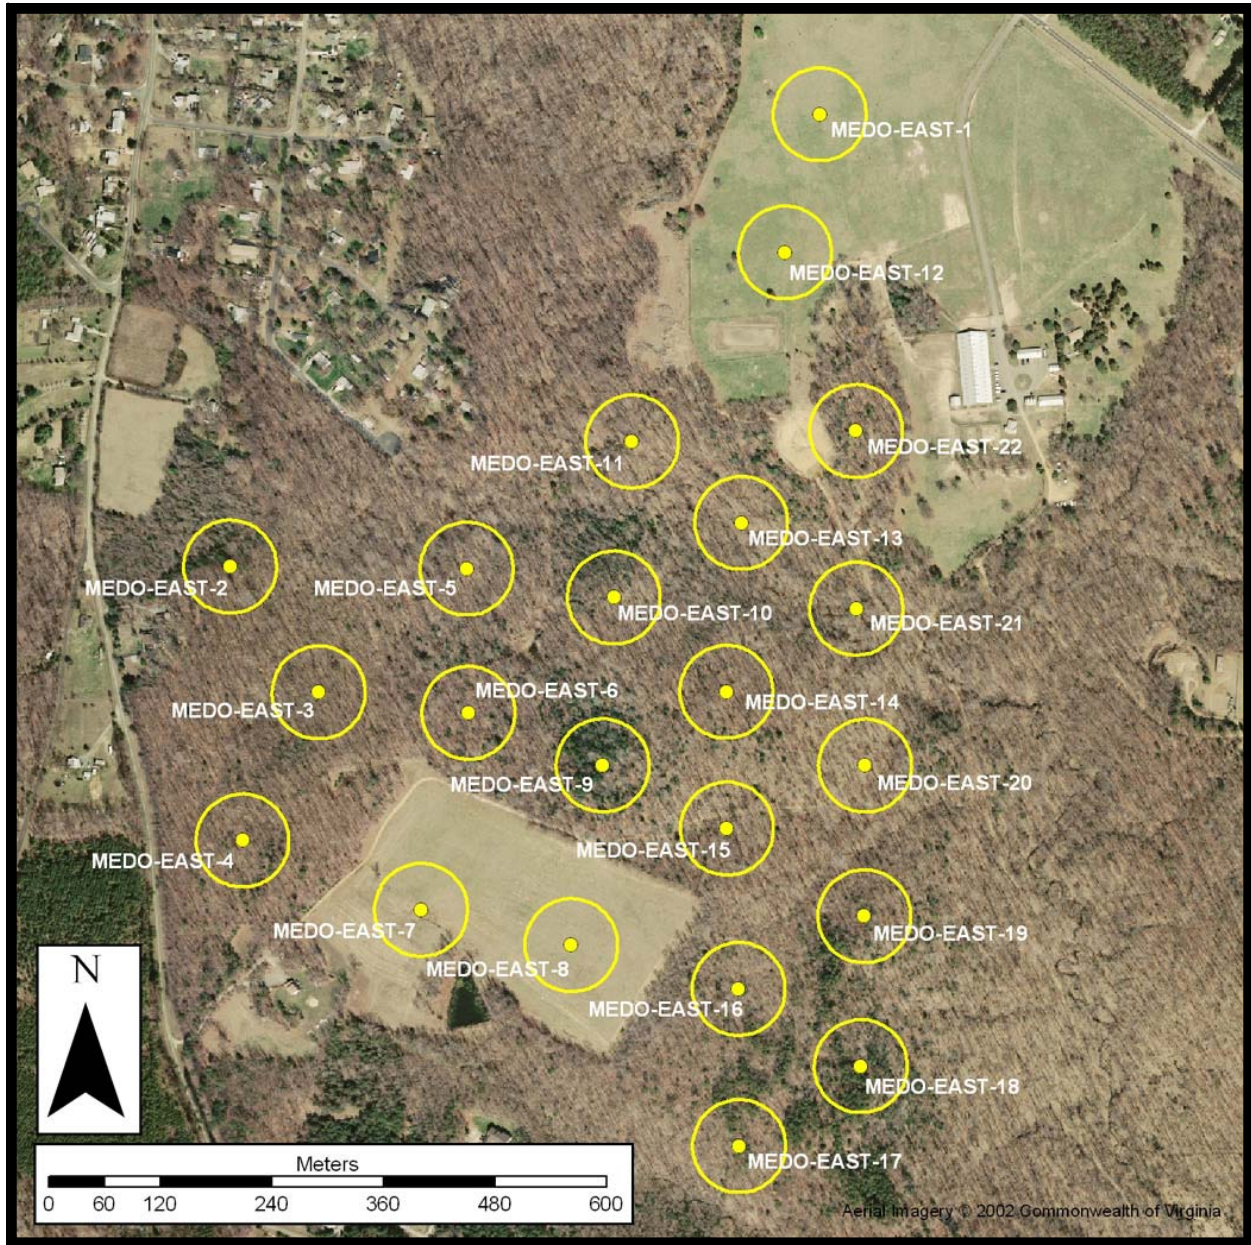 MEDO-EAST-1
MEDO-EAST-12
MEDO-EAST-22
MEDO-EAST-11
MEDO-EAST-13
MEDO-EAST-2
MEDO-EAST-5
MEDO-EAST-10
MEDO-EAST-21
MEDO-EAST-6
MEDO-EAST-14
MEDO-EAST-3
MEDO-EAST-9
MEDO-EAST-20
MEDO-EAST-15
MEDO-EAST-4
MEDO-EAST-7
MEDO-EAST-19
MEDO-EAST-8
MEDO-EAST-16
N
MEDO-EAST-18
MEDO-EAST-17
Meters
0 60 120 240 360 480 600
Aerial Imagery © 2002 Commonwealth of Virginia